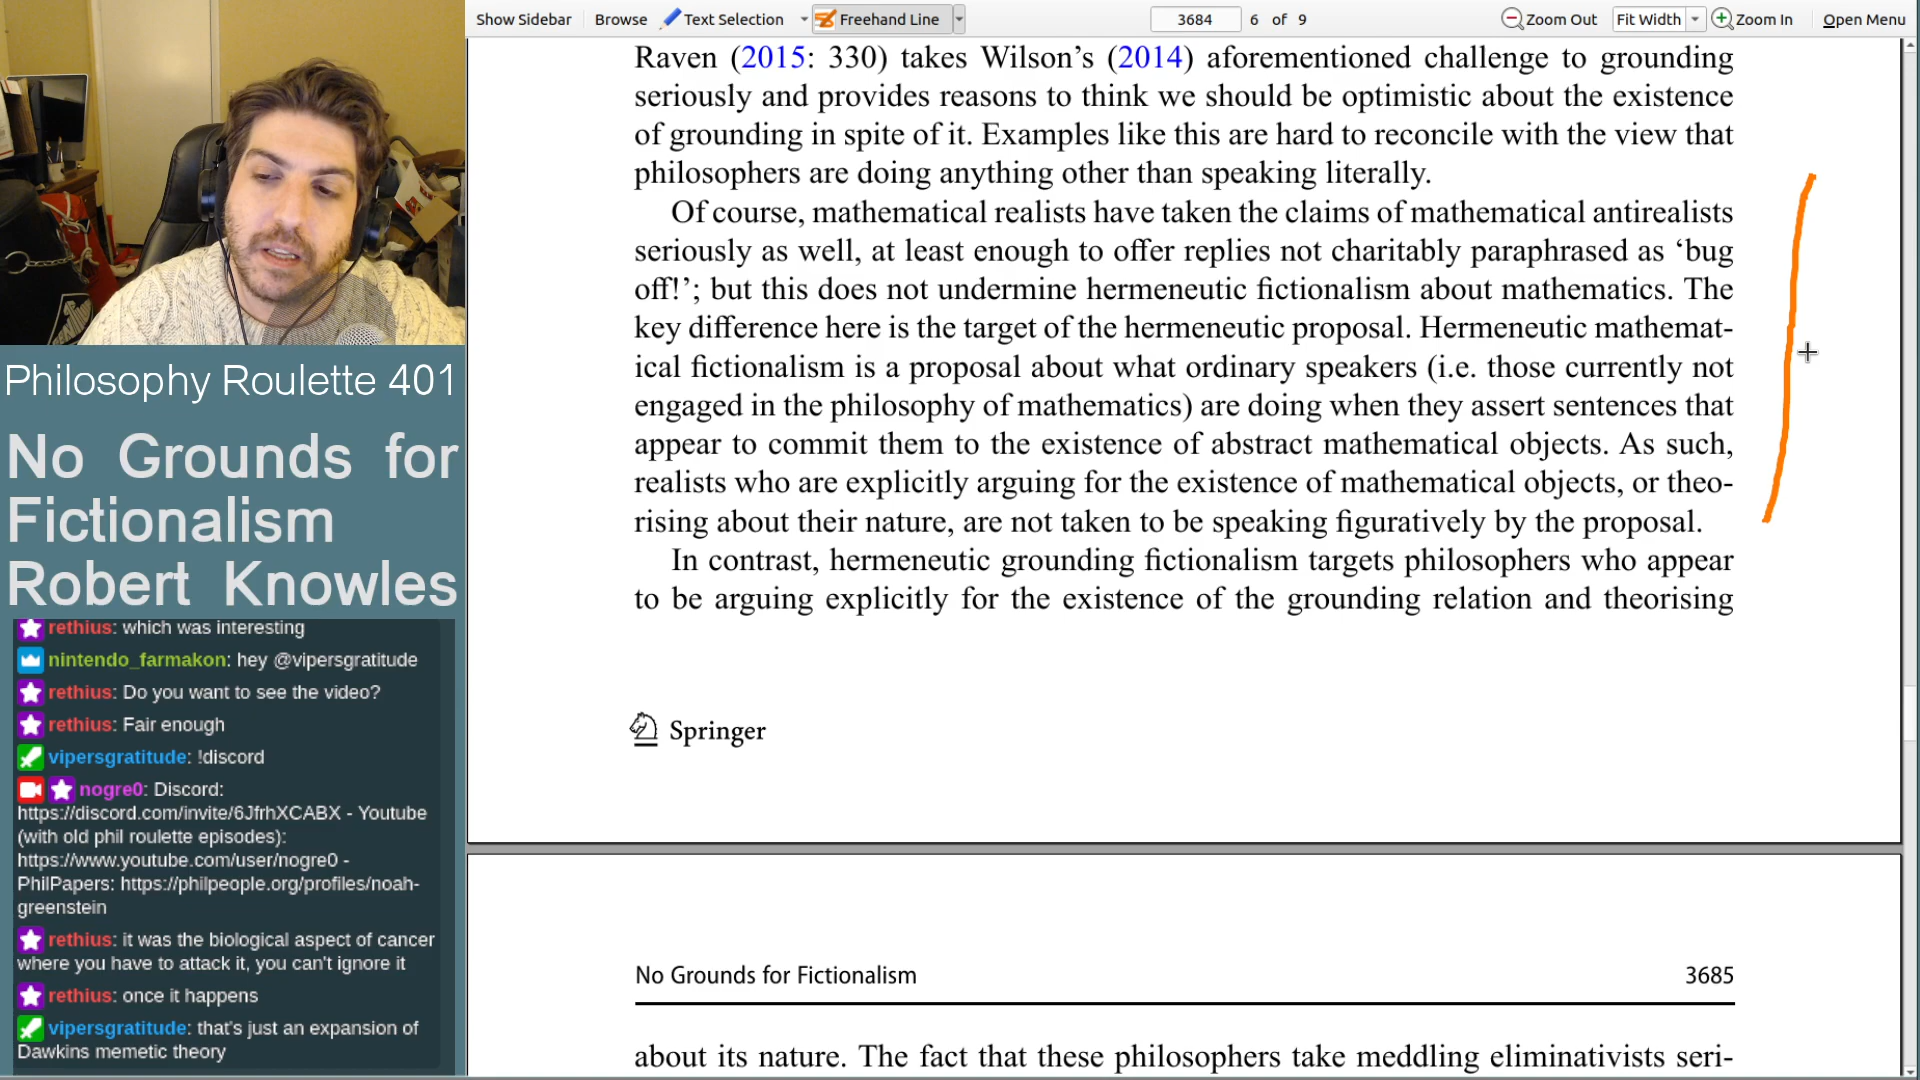 Show Sidebar
Browse
Text Selection
Freehand Line
3684
6 of 9
Zoom Out
Fit Width
Zoom In
Open Menu
Raven (2015: 330) takes Wilson's (2014) aforementioned challenge to grounding
seriously and provides reasons to think we should be optimistic about the existence
of grounding in spite of it. Examples like this are hard to reconcile with the view that
philosophers are doing anything other than speaking literally.
Of course, mathematical realists have taken the claims of mathematical antirealists
seriously as well, at least enough to offer replies not charitably paraphrased as ‘bug
off!’; but this does not undermine hermeneutic fictionalism about mathematics. The
key difference here is the target of the hermeneutic proposal. Hermeneutic mathemat-
ical fictionalism is a proposal about what ordinary speakers (i.e. those currently not
engaged in the philosophy of mathematics) are doing when they assert sentences that
appear to commit them to the existence of abstract mathematical objects. As such,
realists who are explicitly arguing for the existence of mathematical objects, or theo-
rising about their nature, are not taken to be speaking figuratively by the proposal.
In contrast, hermeneutic grounding fictionalism targets philosophers who appear
to be arguing explicitly for the existence of the grounding relation and theorising
Springer
No Grounds for Fictionalism
3685
about its nature. The fact that these philosophers take meddling eliminativists seri-
Philosophy Roulette 401
No Grounds for
Fictionalism
Robert Knowles
rethius: which was interesting
nintendo_farmakon: hey @vipersgratitude
rethius: Do you want to see the video?
rethius: Fair enough
vipersgratitude: !discord
nogre0: Discord:
https://discord.com/invite/6JfrhXCABX - Youtube
(with old phil roulette episodes):
https://www.youtube.com/user/nogre0 -
PhilPapers: https://philpeople.org/profiles/noah-
greenstein
rethius: it was the biological aspect of cancer
where you have to attack it, you can't ignore it
rethius: once it happens
vipersgratitude: that's just an expansion of
Dawkins memetic theory